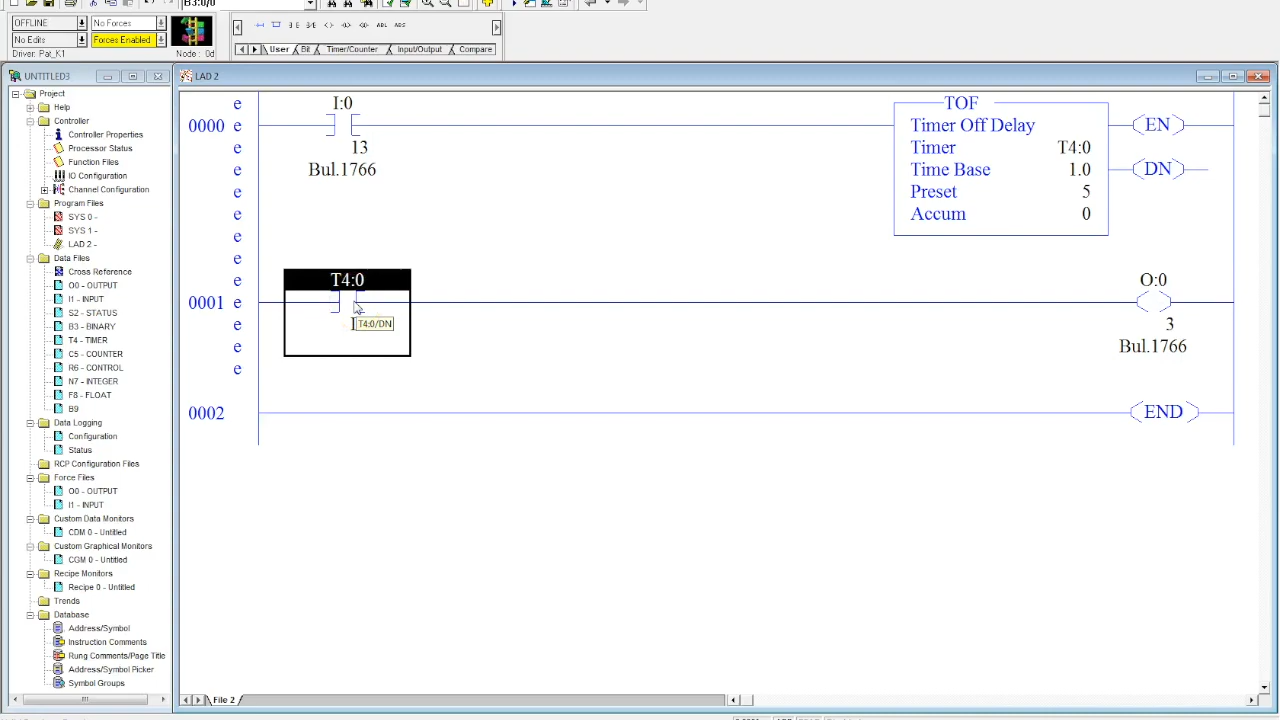 B3:0/0
OFFLINE
No Forces
No Edits
Forces Enabled
Driver: Pat_K1
Node : 0d
User
Bit
Timer/Counter
Input/Output
Compare
UNTITLED3
Project
Help
Controller
Controller Properties
Processor Status
Function Files
IO Configuration
Channel Configuration
Program Files
SYS 0 -
SYS 1 -
LAD 2 -
Data Files
Cross Reference
O0 - OUTPUT
I1 - INPUT
S2 - STATUS
B3 - BINARY
T4 - TIMER
C5 - COUNTER
R6 - CONTROL
N7 - INTEGER
F8 - FLOAT
B9
Data Logging
Configuration
Status
RCP Configuration Files
Force Files
O0 - OUTPUT
I1 - INPUT
Custom Data Monitors
CDM 0 - Untitled
Custom Graphical Monitors
CGM 0 - Untitled
Recipe Monitors
Recipe 0 - Untitled
Trends
Database
Address/Symbol
Instruction Comments
Rung Comments/Page Title
Address/Symbol Picker
Symbol Groups
LAD 2
e
0000 e
e
e
e
e
e
e
e
0001 e
e
e
e
0002
I:0
13
Bul.1766
TOF
Timer Off Delay
Timer T4:0
Time Base 1.0
Preset 5
Accum 0
EN
DN
T4:0
T4:0/DN
O:0
3
Bul.1766
END
File 2